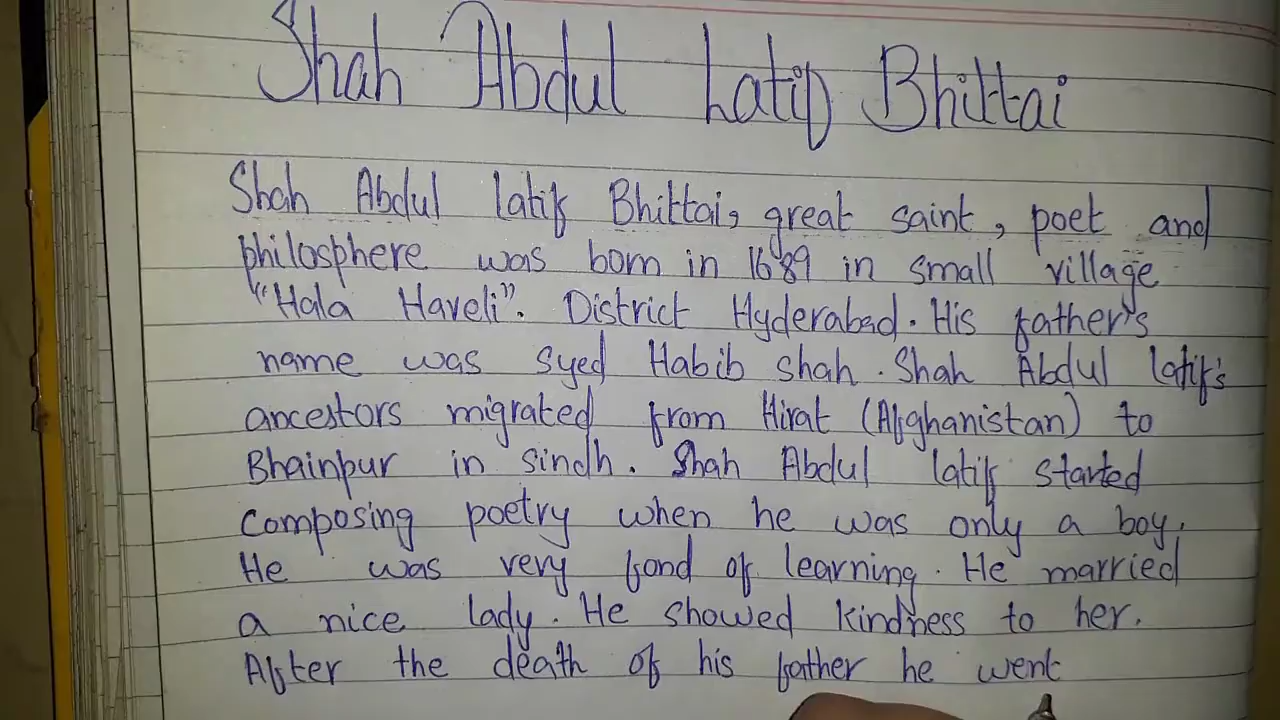 Shah Abdul Latif Bhittai
Shah Abdul latif Bhittai, great saint, poet and
philosphere was born in 1689 in small village
"Hala Haveli". District Hyderabad. His father's
name was syed Habib shah. Shah Abdul latif's
ancestors migrated from Hirat (Afghanistan) to
Bhainpur in sindh. Shah Abdul latif started
composing poetry when he was only a boy.
He was very fond of learning. He married
a nice lady. He showed kindness to her.
After the death of his father he went